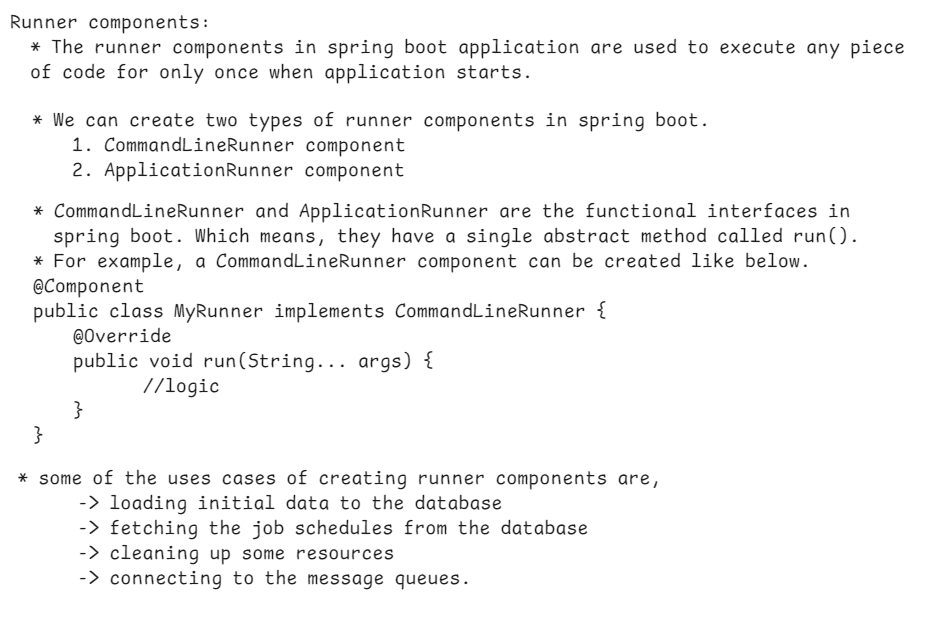 Runner components:
* The runner components in spring boot application are used to execute any piece
of code for only once when application starts.
* We can create two types of runner components in spring boot.
1. CommandLineRunner component
2. ApplicationRunner component
* CommandLineRunner and ApplicationRunner are the functional interfaces in
spring boot. Which means, they have a single abstract method called run().
* For example, a CommandLineRunner component can be created like below.
@Component
public class MyRunner implements CommandLineRunner {
@Override
public void run(String... args) {
//logic
}
}
* some of the uses cases of creating runner components are,
-> loading initial data to the database
-> fetching the job schedules from the database
-> cleaning up some resources
-> connecting to the message queues.